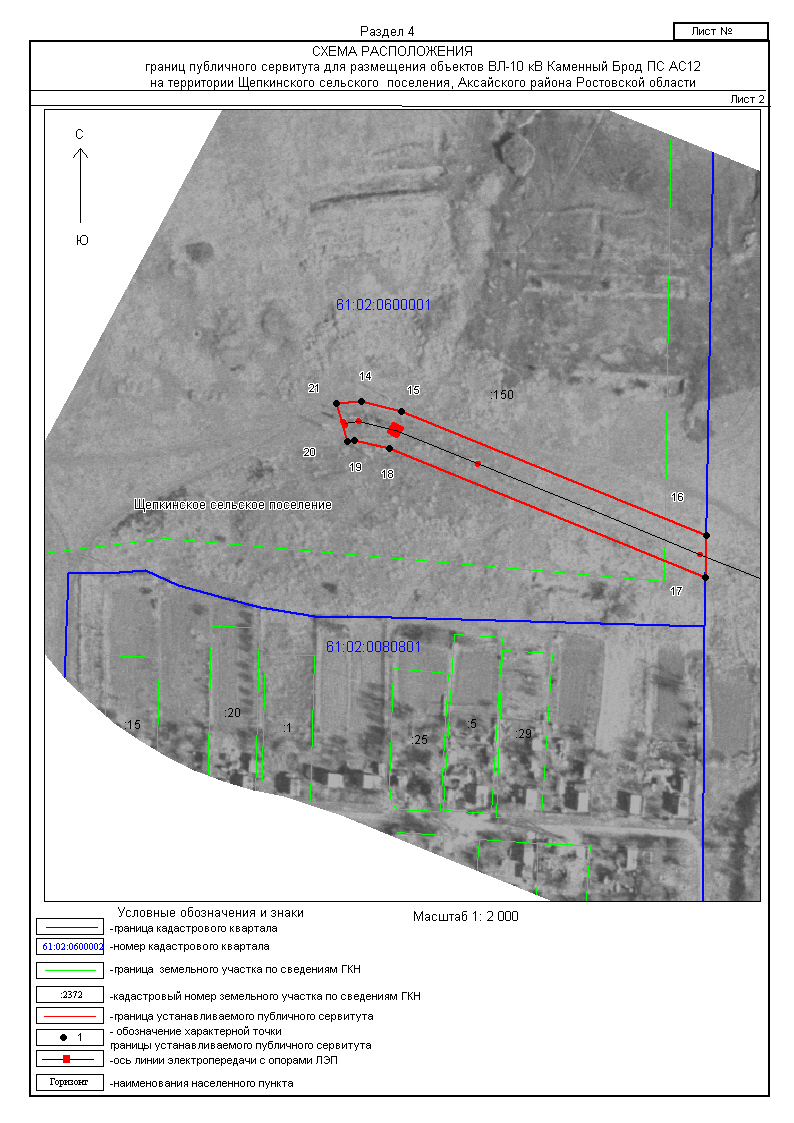 Раздел 4
Лист №
СХЕМА РАСПОЛОЖЕНИЯ
границ публичного сервитута для размещения объектов ВЛ-10 кВ Каменный Брод ПС АС12
на территории Щепкинского сельского поселения, Аксайского района Ростовской области
Лист 2
С
Ю
61:02:0600001
14
21
15
:150
20
19
18
16
Щепкинское сельское поселение
17
61:02:0080801
:15
:20
:1
:25
:5
:29
Условные обозначения и знаки
Масштаб 1: 2 000
-граница кадастрового квартала
61:02:0600002 -номер кадастрового квартала
-граница земельного участка по сведениям ГКН
:2372 -кадастровый номер земельного участка по сведениям ГКН
-граница устанавливаемого публичного сервитута
1 - обозначение характерной точки
границы устанавливаемого публичного сервитута
-ось линии электропередачи с опорами ЛЭП
Горизонт -наименования населенного пункта